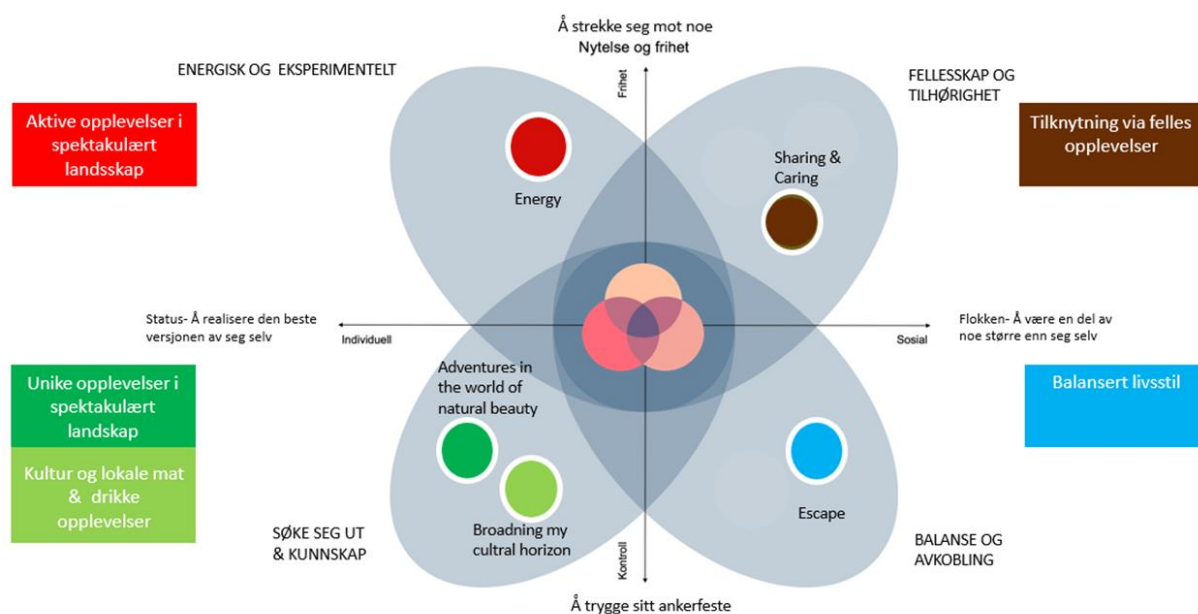 Å strekke seg mot noe
Nytelse og frihet
ENERGISK OG EKSPERIMENTELT
FELLESSKAP OG
TILHØRIGHET
Frihet
Aktive opplevelser i
spektakulært
landsskap
Tilknytning via felles
opplevelser
Energy
Sharing &
Caring
Status- Å realisere den beste
versjonen av seg selv
Individuell
Sosial
Flokken- Å være en del av
noe større enn seg selv
Unike opplevelser i
spektakulært
landskap
Kultur og lokale mat
& drikke
opplevelser
Adventures in
the world of
natural beauty
Broadning my
cultral horizon
Balansert livsstil
Escape
SØKE SEG UT
& KUNNSKAP
Kontroll
BALANSE OG
AVKOBLING
Å trygge sitt ankerfeste